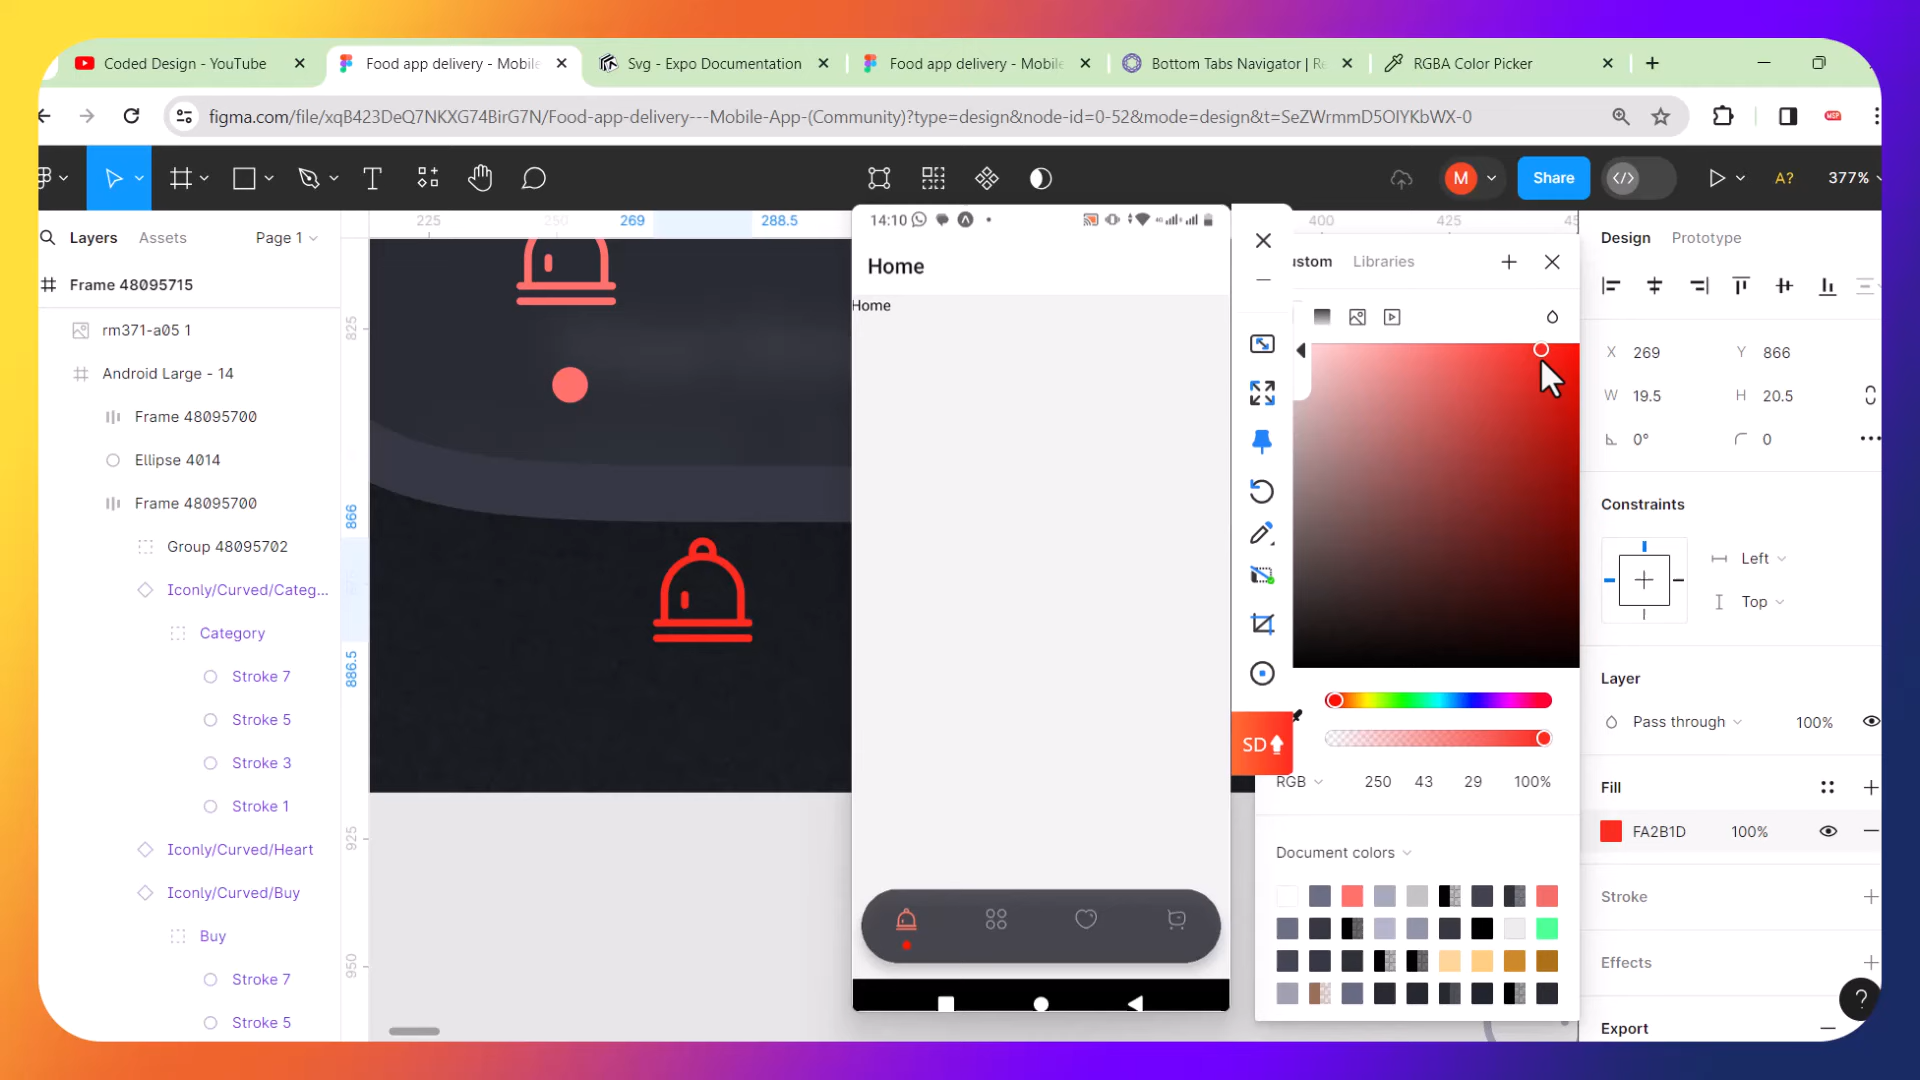 Coded Design - YouTube
Food app delivery - Mobile
Svg - Expo Documentation
Food app delivery - Mobile
Bottom Tabs Navigator | Re
RGBA Color Picker
figma.com/file/xqB423DeQ7NKXG74BirG7N/Food-app-delivery---Mobile-App-(Community)?type=design&node-id=0-52&mode=design&t=SeZWrmmD5OIYKbWX-0
M
Share
A?
377%
Layers
Assets
Page 1
225
250
269
288.5
400
425
45
14:10
Home
Home
ustom
Libraries
Design
Prototype
Frame 48095715
rm371-a05 1
Android Large - 14
Frame 48095700
Ellipse 4014
Frame 48095700
Group 48095702
Iconly/Curved/Categ...
Category
Stroke 7
Stroke 5
Stroke 3
Stroke 1
Iconly/Curved/Heart
Iconly/Curved/Buy
Buy
Stroke 7
Stroke 5
825
866
886.5
925
950
SD
RGB
250
43
29
100%
Document colors
X
269
Y
866
W
19.5
H
20.5
0°
0
Constraints
Left
Top
Layer
Pass through
100%
Fill
FA2B1D
100%
Stroke
Effects
Export
?